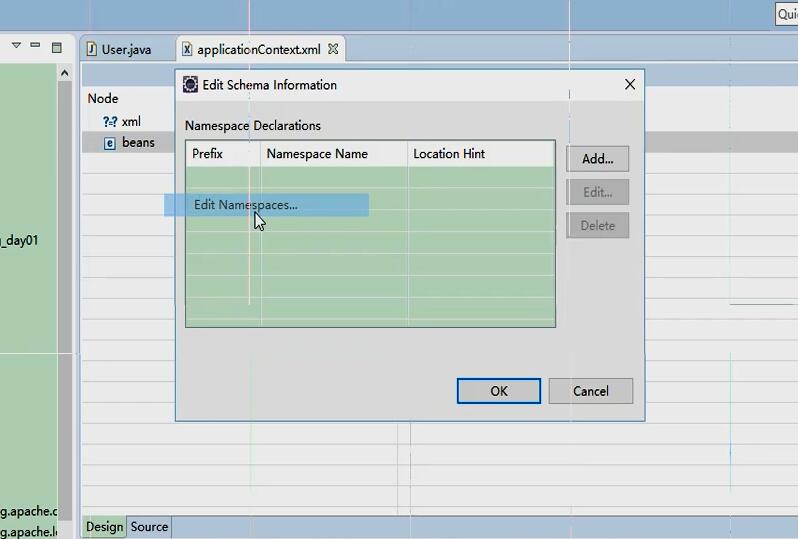 Qui
User.java
applicationContext.xml
Edit Schema Information
Node
xml
beans
Namespace Declarations
Prefix Namespace Name Location Hint
Add...
Edit Namespaces...
Edit...
Delete
_day01
OK
Cancel
g.apache.c
g.apache.l
Design Source